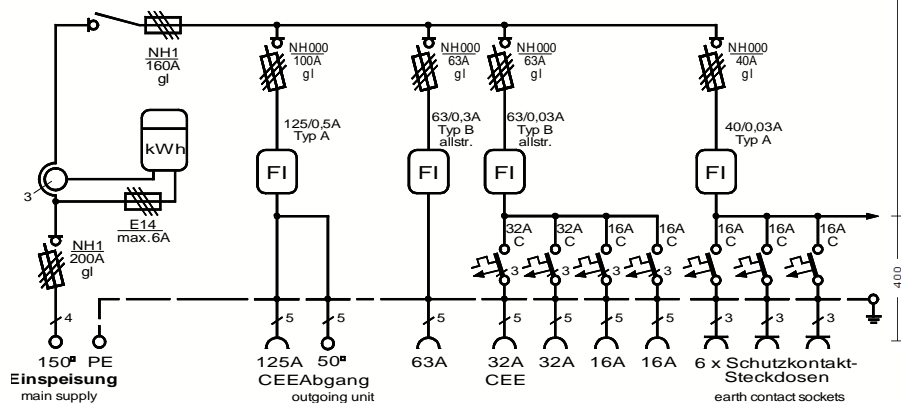 NH1
160A
gl
NH000
100A
gl
NH000
63A
gl
NH000
63A
gl
NH000
40A
gl
kWh
125/0,5A
Typ A
63/0,3A
Typ B
allstr.
63/0,03A
Typ B
allstr.
40/0,03A
Typ A
FI
FI
FI
FI
3
E14
max.6A
NH1
200A
gl
32A
C
32A
C
16A
C
16A
C
16A
C
16A
C
16A
C
3
3
3
3
3
3
3
400
4
5
5
5
5
5
5
5
3
3
3
150¤ PE
125A 50¤ 63A 32A 32A 16A 16A
Einspeisung
main supply
CEE Abgang
outgoing unit
CEE
6 x Schutzkontakt-
Steckdosen
earth contact sockets